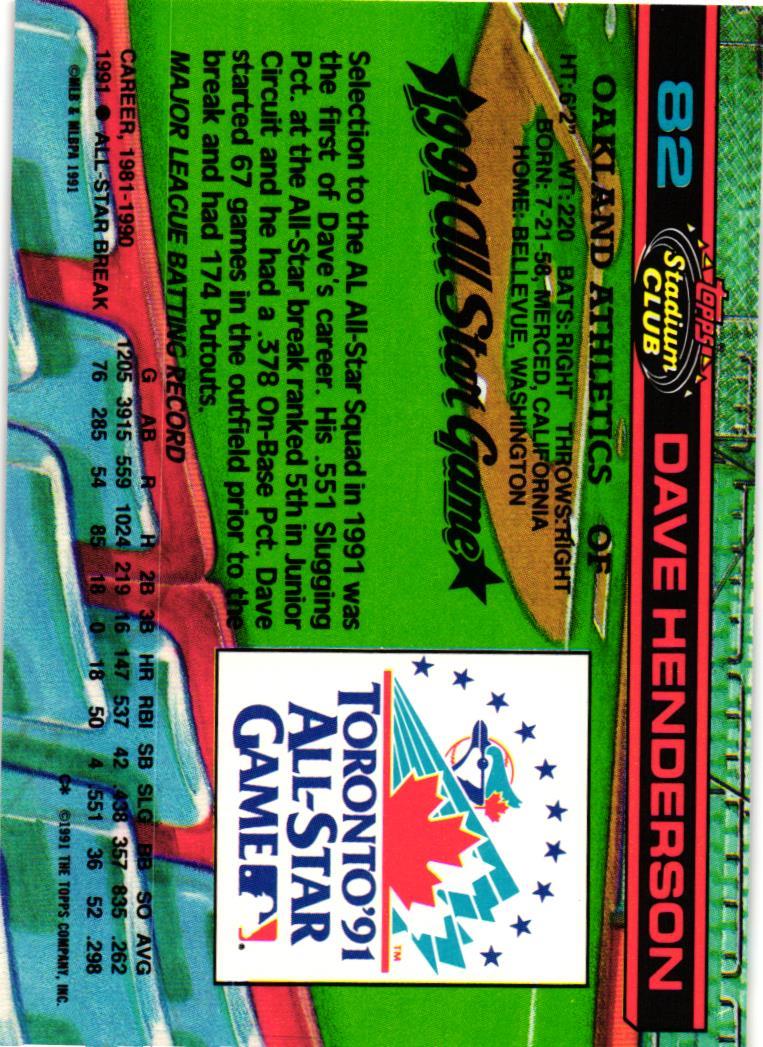 82
TOPPS
Stadium
CLUB
DAVE HENDERSON
OAKLAND ATHLETICS OF
HT: 6'2" WT: 220 BATS: RIGHT THROWS: RIGHT
BORN: 7-21-58, MERCED, CALIFORNIA
HOME: BELLEVUE, WASHINGTON
1991 All Star Game
TORONTO '91
ALL-STAR
GAME
TM
Selection to the AL All-Star Squad in 1991 was
the first of Dave's career. His .551 Slugging
Pct. at the All-Star break ranked 5th in Junior
Circuit and he had a .378 On-Base Pct. Dave
started 67 games in the outfield prior to the
break and had 174 Putouts.
MAJOR LEAGUE BATTING RECORD
G AB R H 2B 3B HR RBI SB SLG BB SO AVG
CAREER, 1981-1990 1205 3915 559 1024 219 16 147 537 42 .438 357 835 .262
1991 ● ALL-STAR BREAK 76 285 54 85 18 0 18 50 4 .551 36 52 .298
©MLB & MLBPA 1991 C* ©1991 THE TOPPS COMPANY, INC.